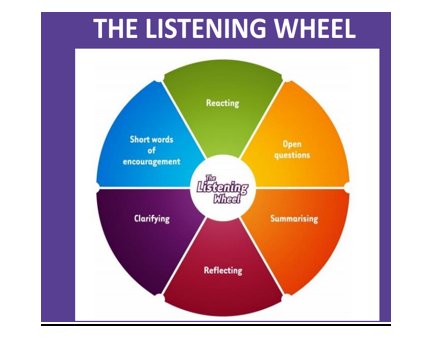 THE LISTENING WHEEL
Reacting
Open
questions
Summarising
Reflecting
Clarifying
Short words
of
encouragement
The
Listening
Wheel